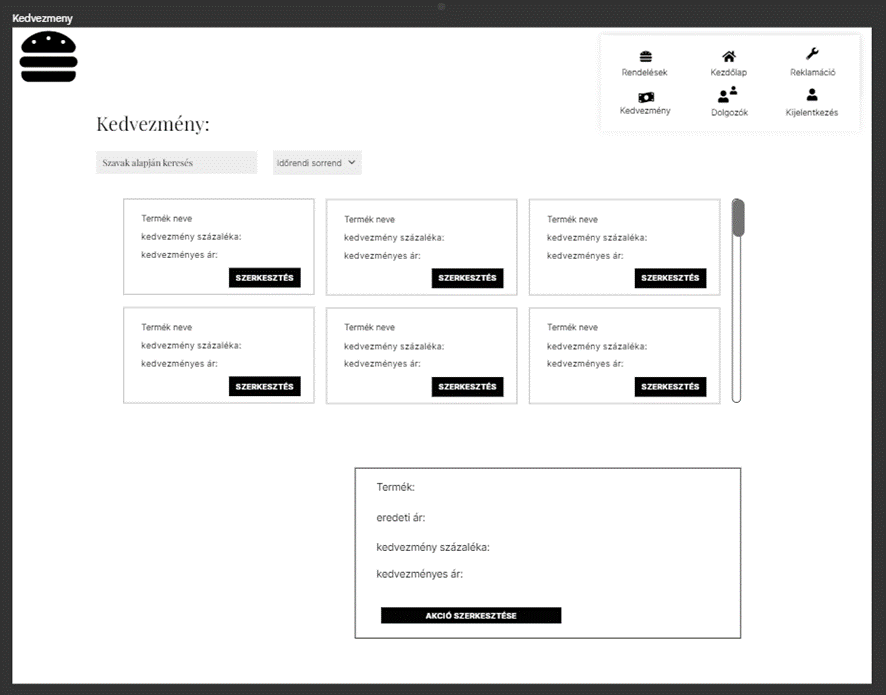 Kedvezmeny
Rendelések
Kezdőlap
Reklamáció
Kedvezmény
Dolgozók
Kijelentkezés
Kedvezmény:
Szavak alapján keresés
Időrendi sorrend
Termék neve
kedvezmény százaléka:
kedvezményes ár:
SZERKESZTÉS
Termék neve
kedvezmény százaléka:
kedvezményes ár:
SZERKESZTÉS
Termék neve
kedvezmény százaléka:
kedvezményes ár:
SZERKESZTÉS
Termék neve
kedvezmény százaléka:
kedvezményes ár:
SZERKESZTÉS
Termék neve
kedvezmény százaléka:
kedvezményes ár:
SZERKESZTÉS
Termék neve
kedvezmény százaléka:
kedvezményes ár:
SZERKESZTÉS
Termék:
eredeti ár:
kedvezmény százaléka:
kedvezményes ár:
AKCIÓ SZERKESZTÉSE